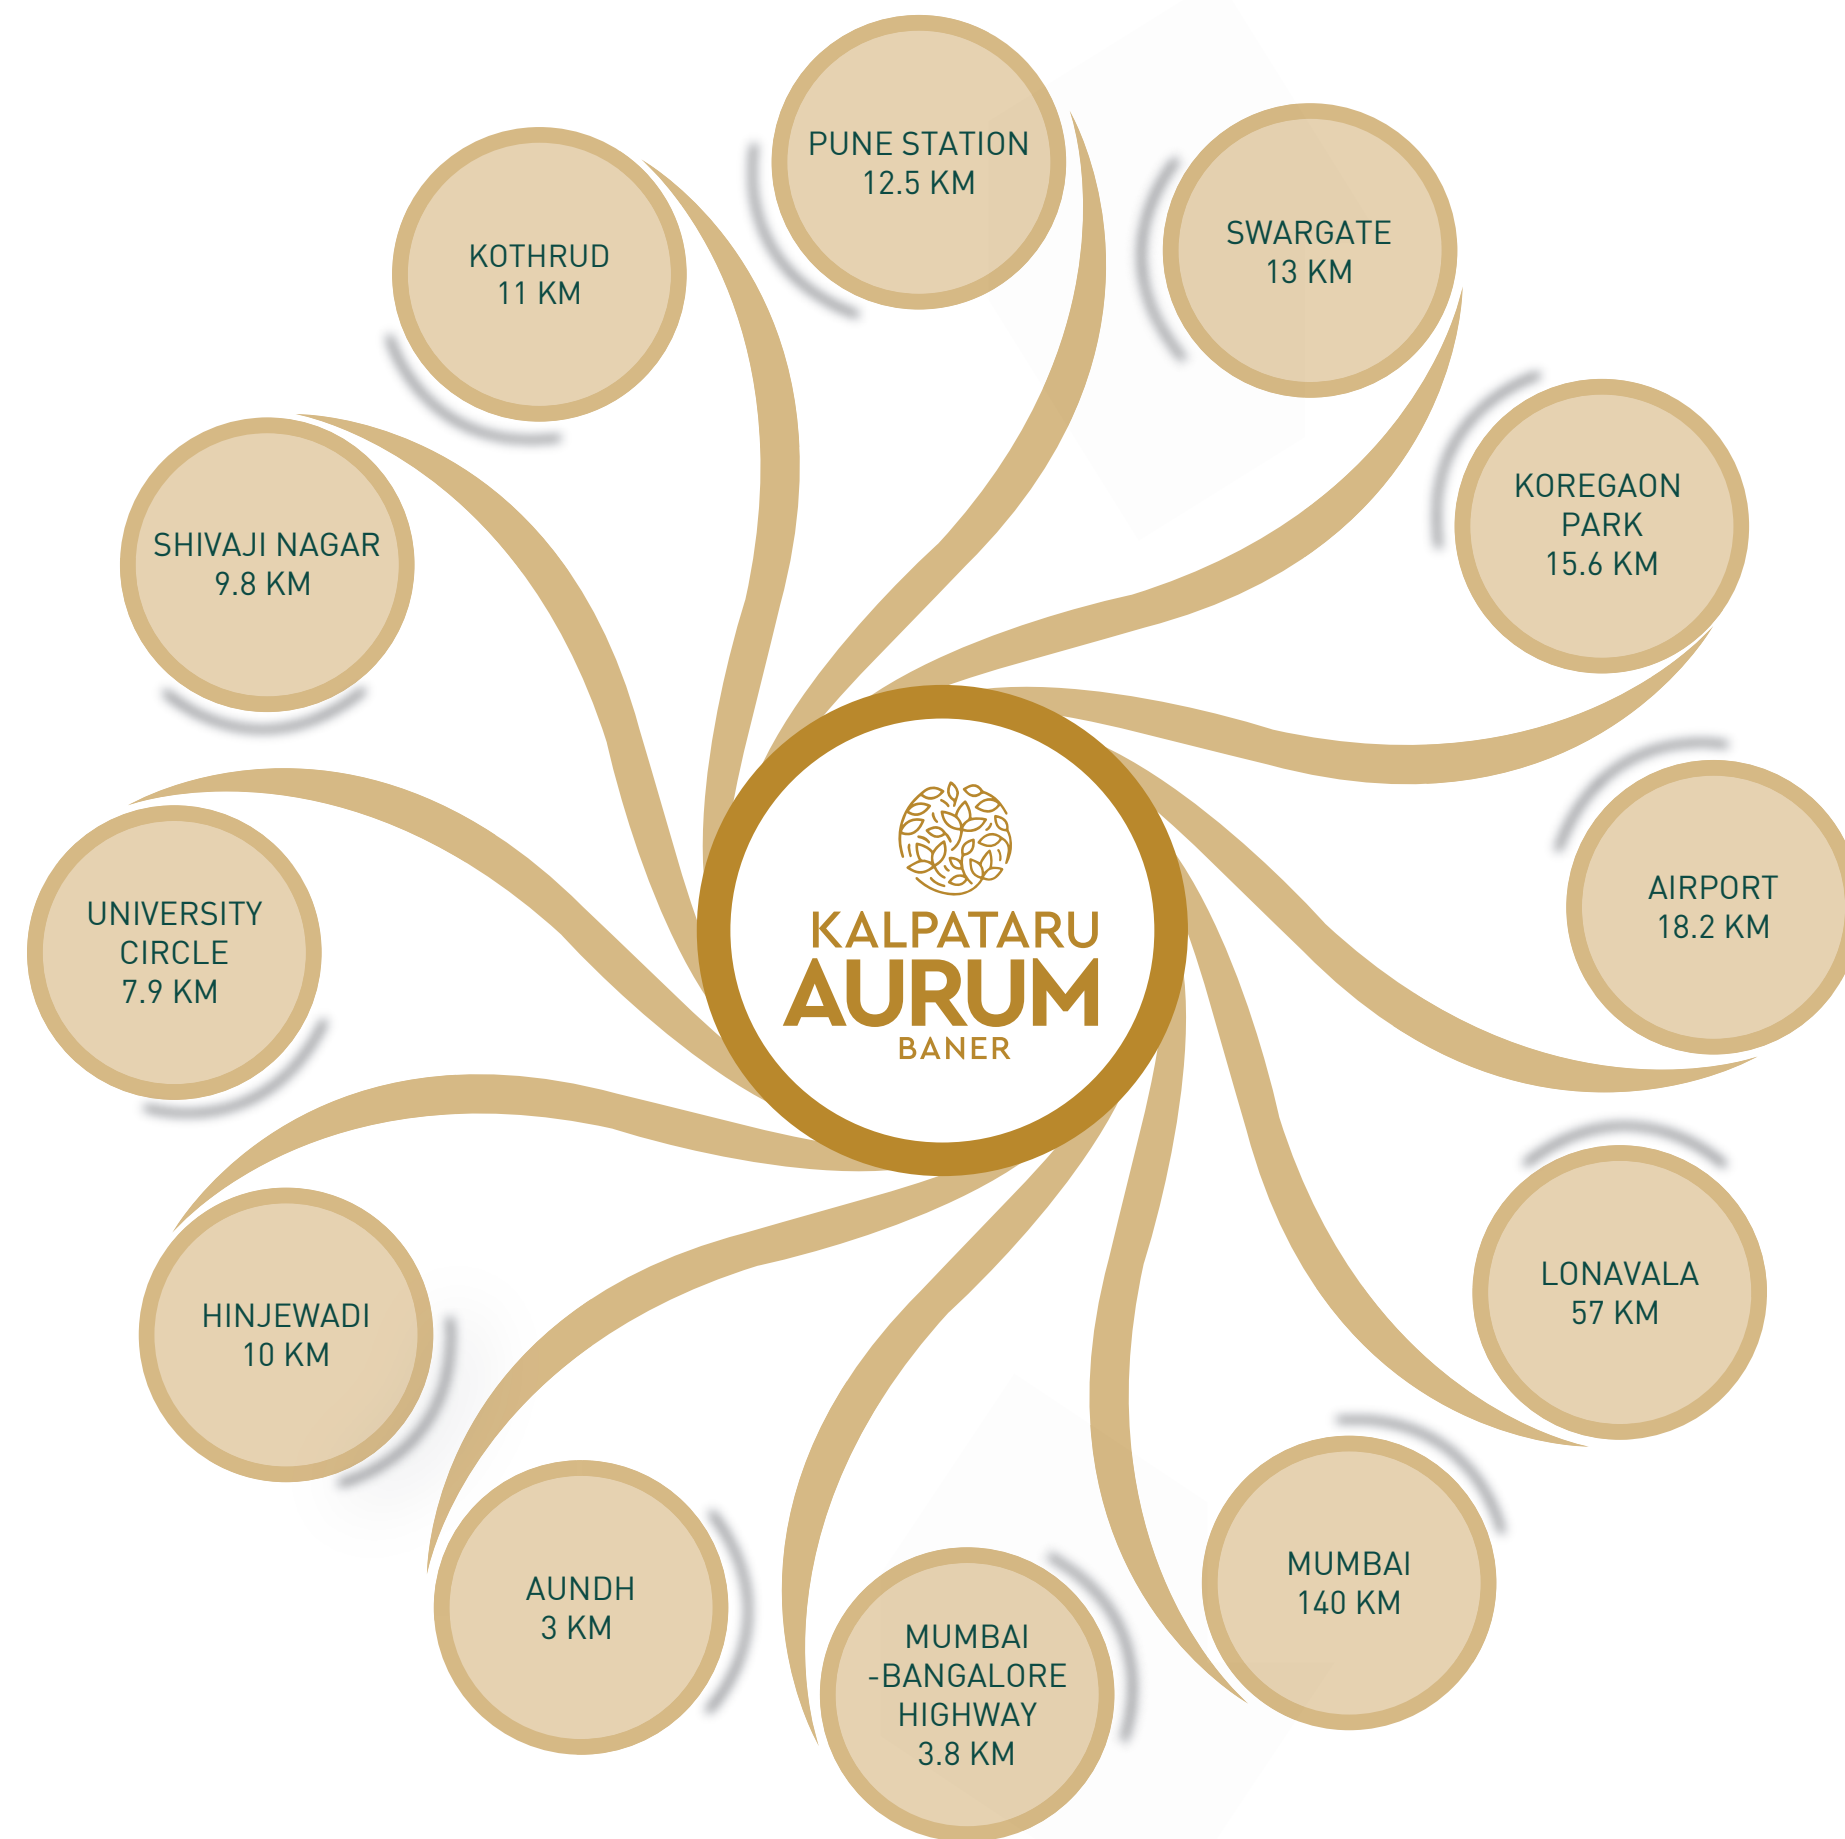 PUNE STATION
12.5 KM
SWARGATE
13 KM
KOREGAON
PARK
15.6 KM
AIRPORT
18.2 KM
LONAVALA
57 KM
MUMBAI
140 KM
MUMBAI
-BANGALORE
HIGHWAY
3.8 KM
AUNDH
3 KM
HINJEWADI
10 KM
UNIVERSITY
CIRCLE
7.9 KM
SHIVAJI NAGAR
9.8 KM
KOTHRUD
11 KM
KALPATARU
AURUM
BANER